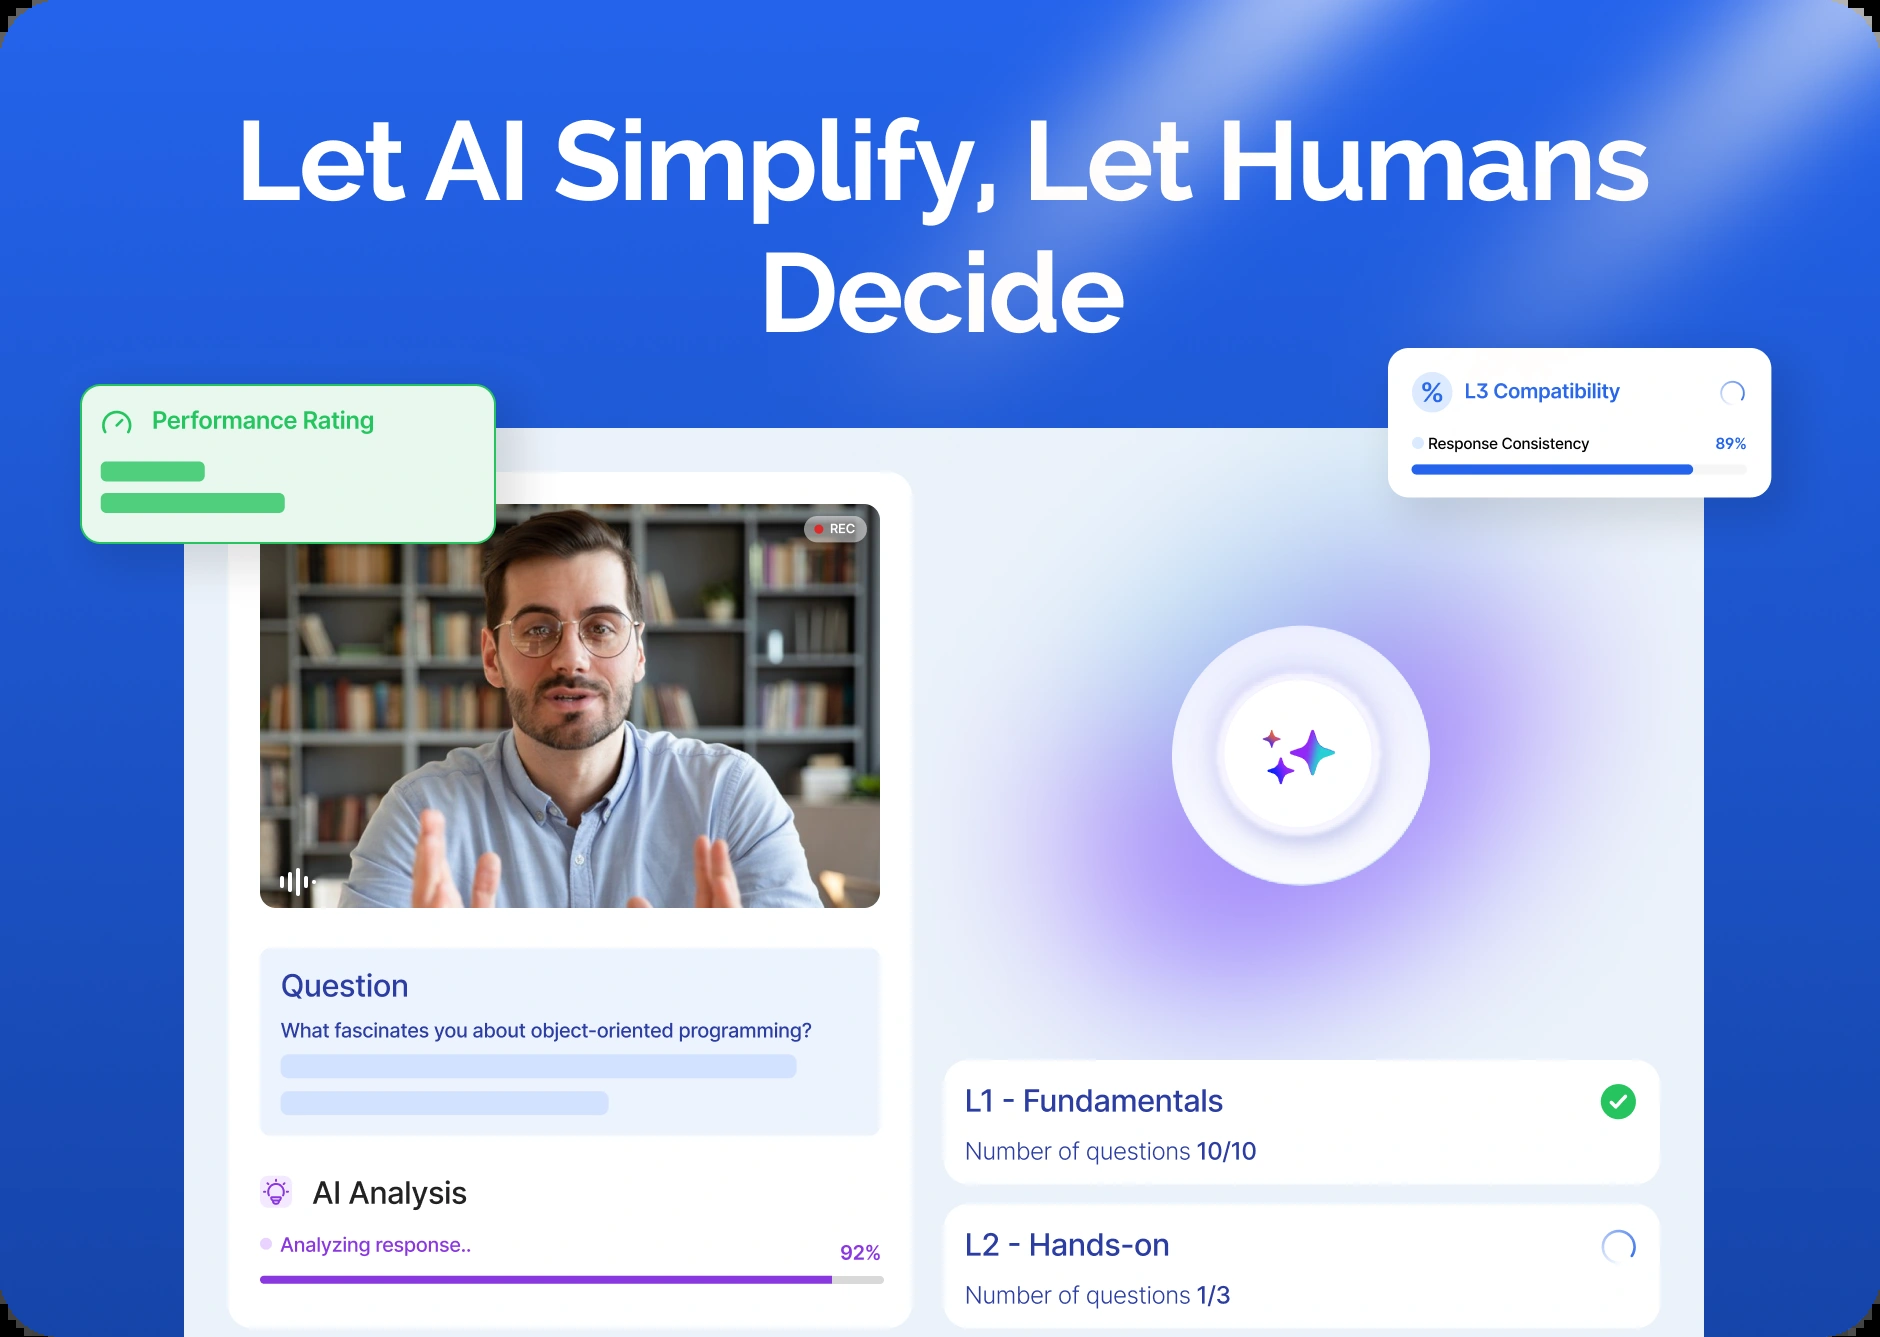 Let AI Simplify, Let Humans
Decide
Performance Rating
% L3 Compatibility
Response Consistency 89%
REC
Question
What fascinates you about object-oriented programming?
AI Analysis
Analyzing response..
92%
L1 - Fundamentals
Number of questions 10/10
L2 - Hands-on
Number of questions 1/3